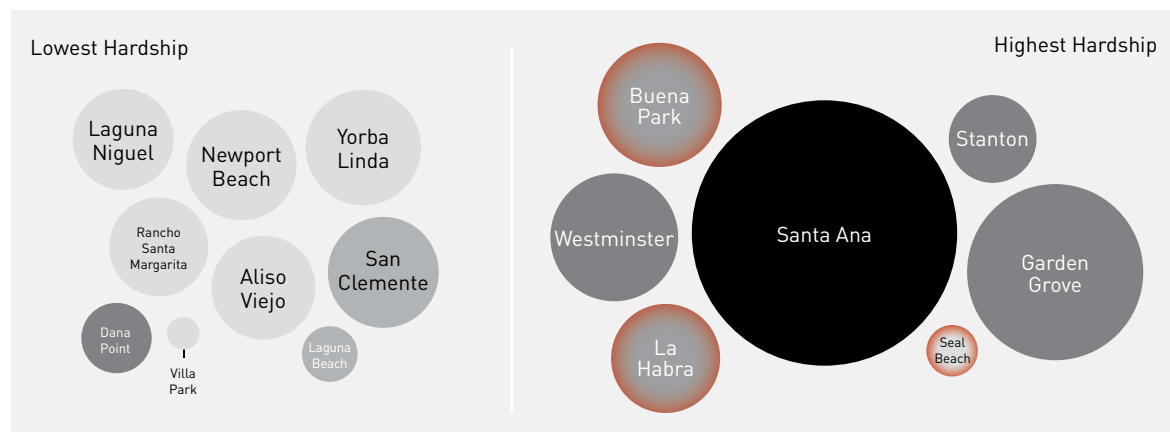 Lowest Hardship
Laguna
Niguel
Newport
Beach
Yorba
Linda
Rancho
Santa
Margarita
Aliso
Viejo
San
Clemente
Dana
Point
Villa
Park
Laguna
Beach
Highest Hardship
Buena
Park
Stanton
Westminster
Santa Ana
Garden
Grove
La
Habra
Seal
Beach